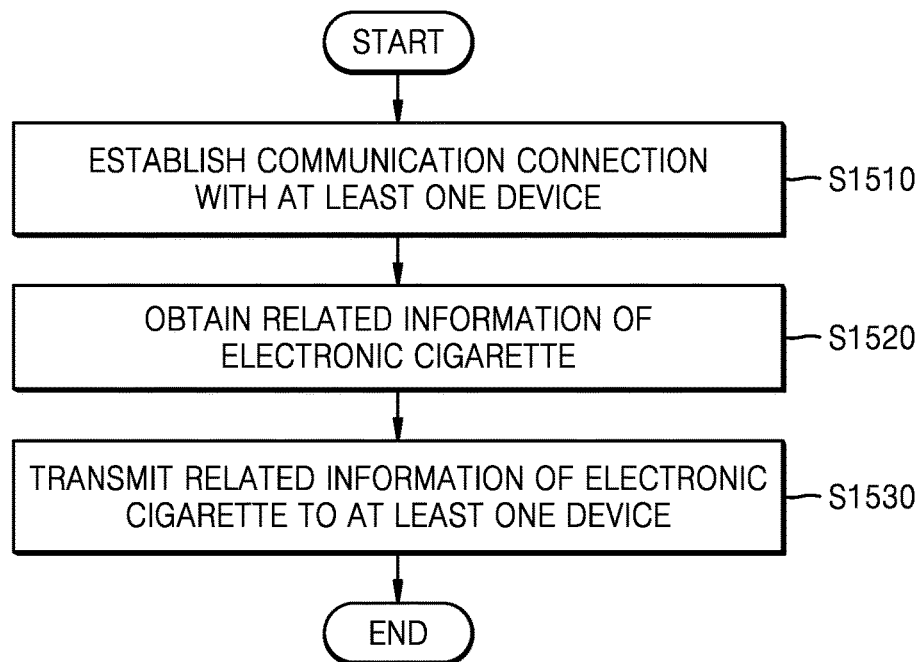 START
ESTABLISH COMMUNICATION CONNECTION
WITH AT LEAST ONE DEVICE
S1510
OBTAIN RELATED INFORMATION OF
ELECTRONIC CIGARETTE
S1520
TRANSMIT RELATED INFORMATION OF ELECTRONIC
CIGARETTE TO AT LEAST ONE DEVICE
S1530
END